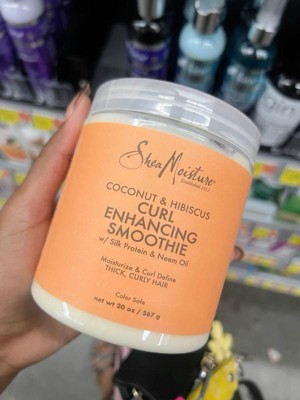 SheaMoisture
Established 1912
COCONUT & HIBISCUS
CURL
ENHANCING
SMOOTHIE
w/ Silk Protein & Neem Oil
Moisturize & Curl Define
THICK, CURLY HAIR
Color Safe
net wt 20 oz / 567 g